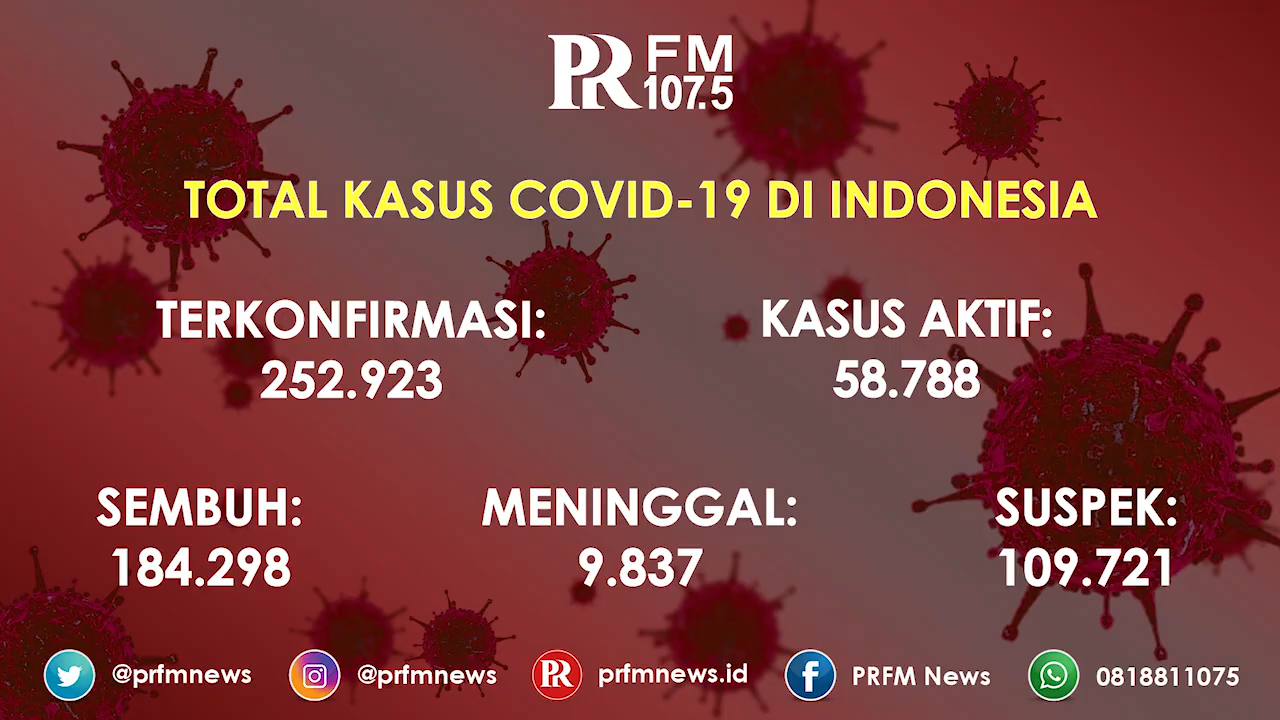 PR FM
107.5
TOTAL KASUS COVID-19 DI INDONESIA
TERKONFIRMASI:
252.923
KASUS AKTIF:
58.788
SEMBUH:
184.298
MENINGGAL:
9.837
SUSPEK:
109.721
@prfmnews
@prfmnews
PR
prfmnews.id
PRFM News
0818811075